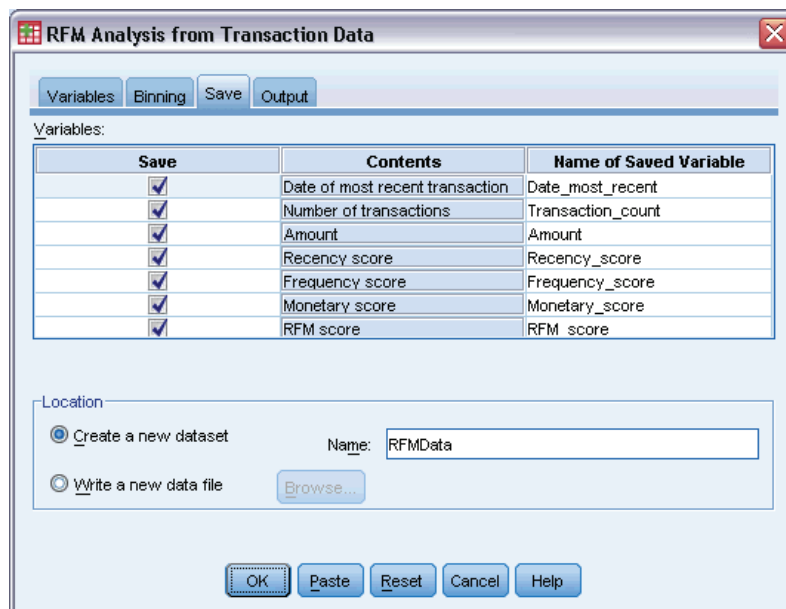 RFM Analysis from Transaction Data
Variables Binning Save Output
Variables:
Save Contents Name of Saved Variable
Date of most recent transaction Date_most_recent
Number of transactions Transaction_count
Amount Amount
Recency score Recency_score
Frequency score Frequency_score
Monetary score Monetary_score
RFM score RFM_score
Location
Create a new dataset Name: RFMData
Write a new data file Browse...
OK Paste Reset Cancel Help